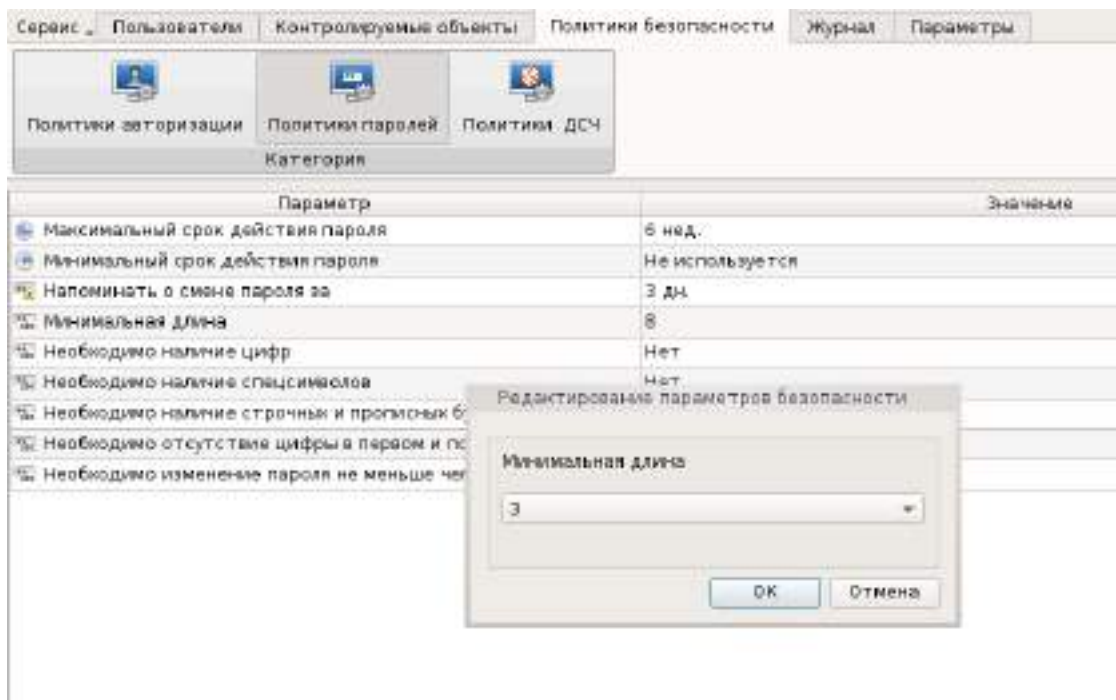 Сервис Пользователи Контролируемые объекты Политики безопасности Журнал Параметры
Политики авторизации Политики паролей Политики ДСЧ
Категория
Параметр Значение
Максимальный срок действия пароля 6 нед.
Минимальный срок действия пароля Не используется
Напоминать о смене пароля за 3 дн.
Минимальная длина 8
Необходимо наличие цифр Нет
Необходимо наличие спецсимволов Нет
Необходимо наличие строчных и прописных б
Необходимо отсутствие цифры в первом и по
Необходимо изменение пароля не меньше чем
Редактирование параметров безопасности
Минимальная длина
3
OK Отмена